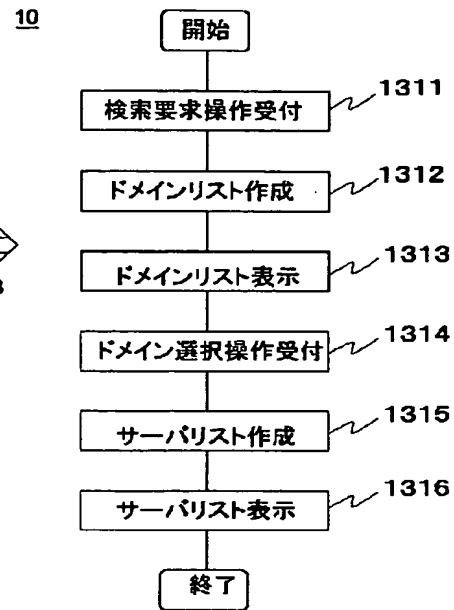 10
開始
検索要求操作受付
1311
ドメインリスト作成
1312
ドメインリスト表示
1313
ドメイン選択操作受付
1314
サーバリスト作成
1315
サーバリスト表示
1316
終了